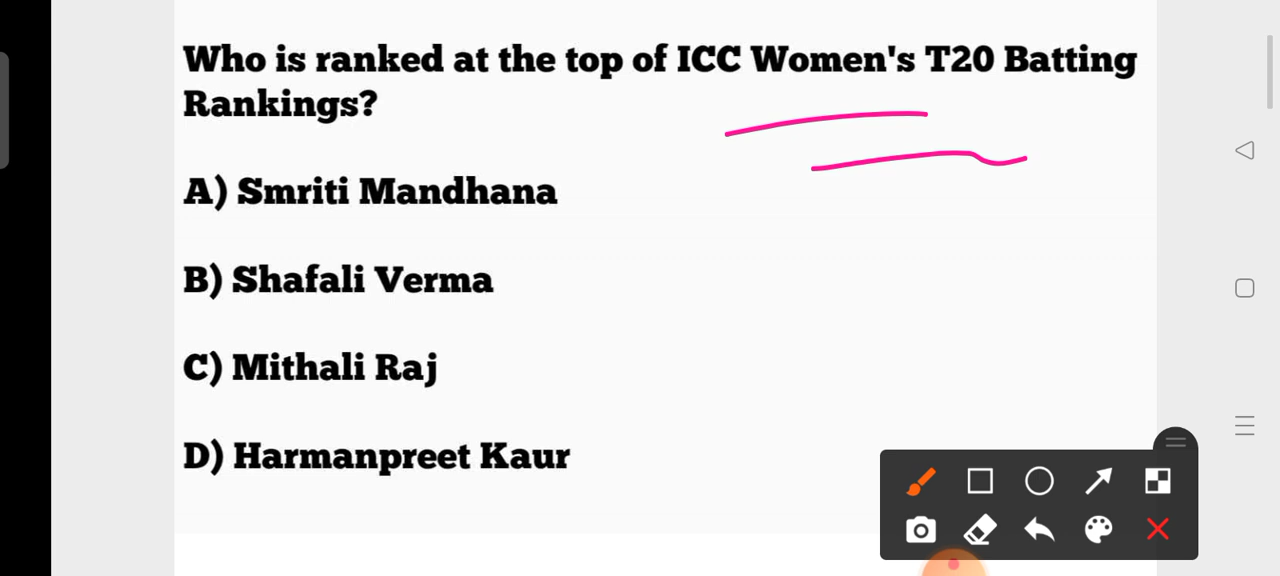 Who is ranked at the top of ICC Women's T20 Batting
Rankings?
A) Smriti Mandhana
B) Shafali Verma
C) Mithali Raj
D) Harmanpreet Kaur